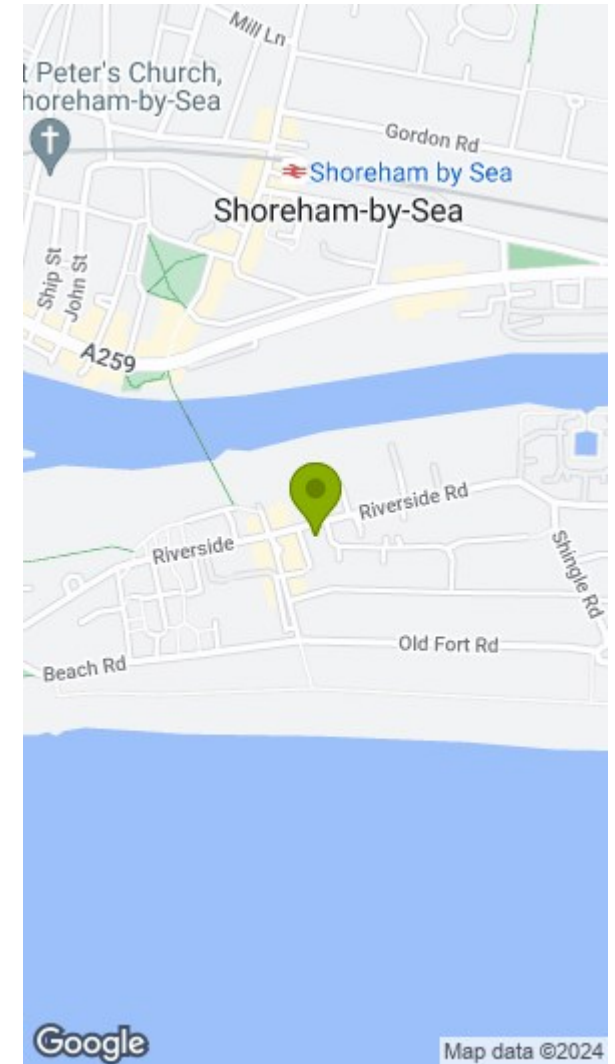 Mill Ln
t Peter's Church,
horeham-by-Sea
Gordon Rd
Shoreham by Sea
Shoreham-by-Sea
Ship St
John St
A259
Riverside Rd
Riverside
Shingle Rd
Old Fort Rd
Beach Rd
Google
Map data ©2024